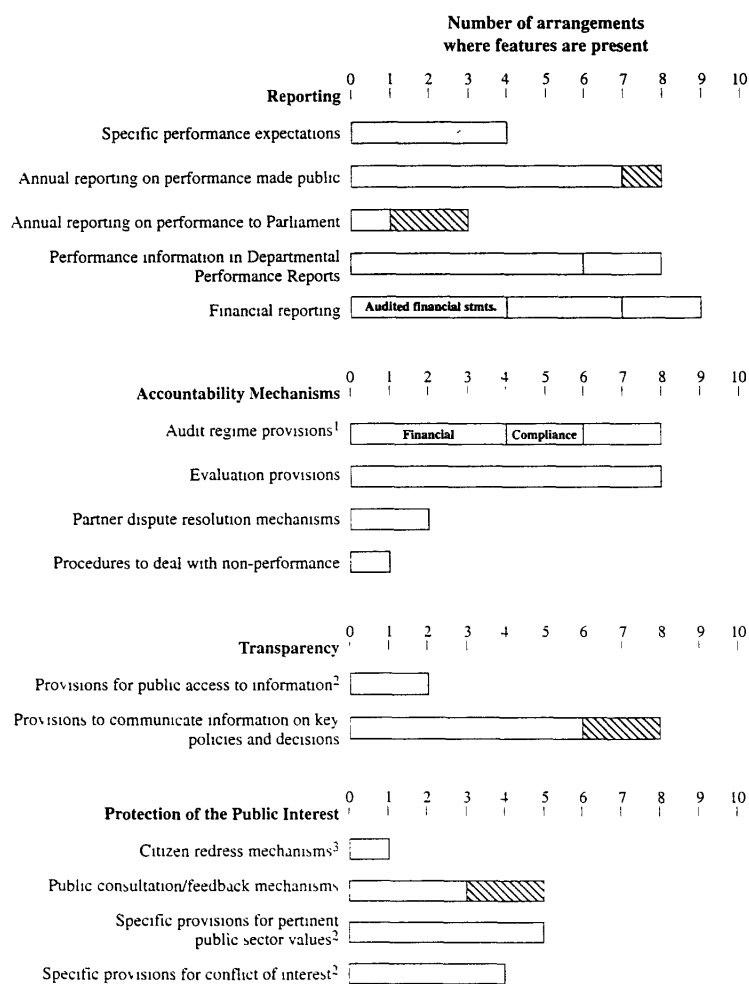 Number of arrangements
where features are present
0 1 2 3 4 5 6 7 8 9 10
Reporting
Specific performance expectations
Annual reporting on performance made public
Annual reporting on performance to Parliament
Performance information in Departmental
Performance Reports
Financial reporting
Audited financial stmts.
0 1 2 3 4 5 6 7 8 9 10
Accountability Mechanisms
Audit regime provisions¹
Financial
Compliance
Evaluation provisions
Partner dispute resolution mechanisms
Procedures to deal with non-performance
0 1 2 3 4 5 6 7 8 9 10
Transparency
Provisions for public access to information²
Provisions to communicate information on key
policies and decisions
0 1 2 3 4 5 6 7 8 9 10
Protection of the Public Interest
Citizen redress mechanisms³
Public consultation/feedback mechanisms
Specific provisions for pertinent
public sector values²
Specific provisions for conflict of interest²